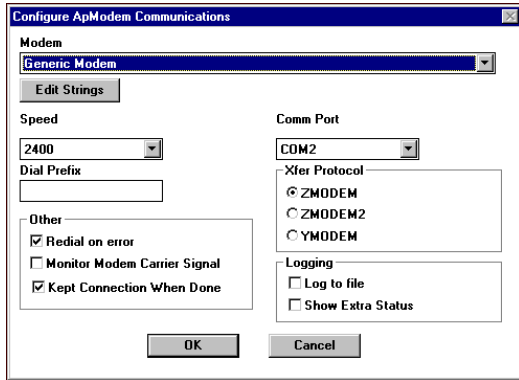 Configure ApModem Communications
Modem
Generic Modem
Edit Strings
Speed
2400
Dial Prefix
Comm Port
COM2
Xfer Protocol
ZMODEM
ZMODEM2
YMODEM
Other
Redial on error
Monitor Modem Carrier Signal
Kept Connection When Done
Logging
Log to file
Show Extra Status
OK
Cancel